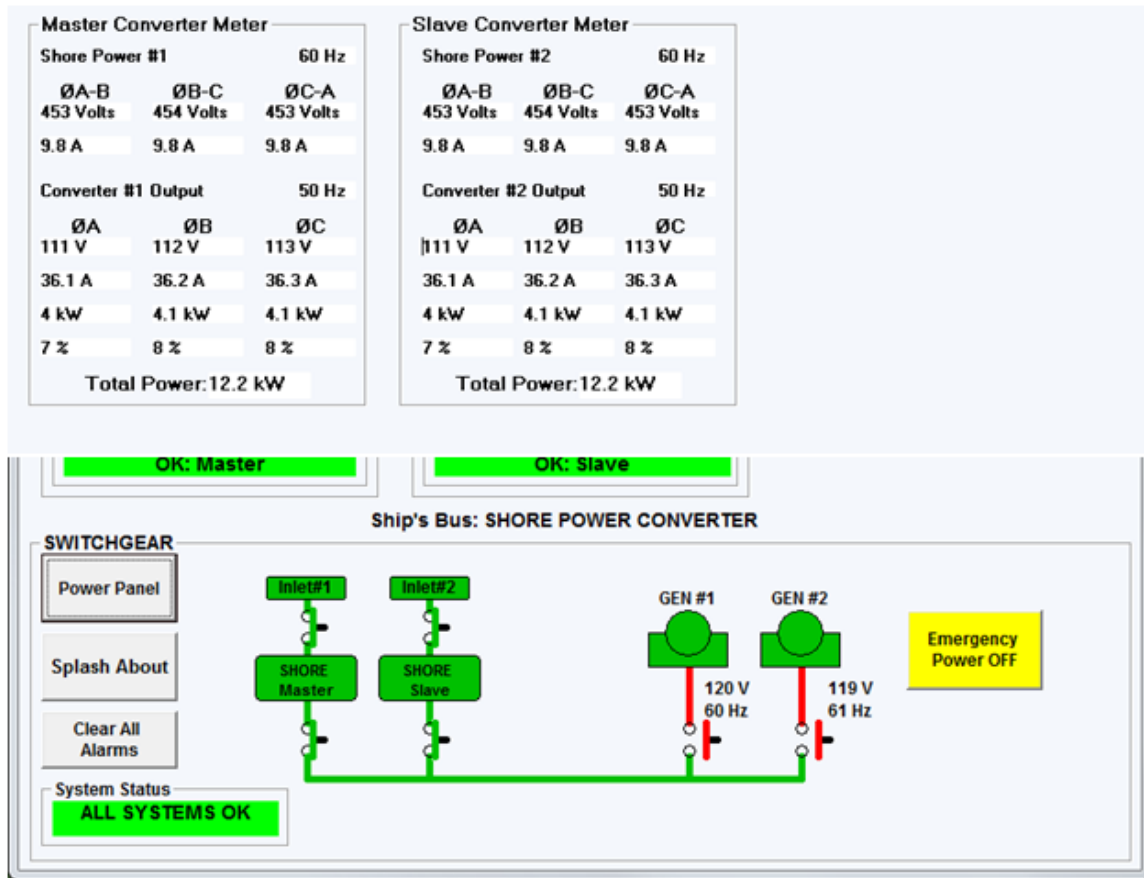 Master Converter Meter
Shore Power #1 60 Hz
ØA-B ØB-C ØC-A
453 Volts 454 Volts 453 Volts
9.8 A 9.8 A 9.8 A
Converter #1 Output 50 Hz
ØA ØB ØC
111 V 112 V 113 V
36.1 A 36.2 A 36.3 A
4 kW 4.1 kW 4.1 kW
7 % 8 % 8 %
Total Power: 12.2 kW
Slave Converter Meter
Shore Power #2 60 Hz
ØA-B ØB-C ØC-A
453 Volts 454 Volts 453 Volts
9.8 A 9.8 A 9.8 A
Converter #2 Output 50 Hz
ØA ØB ØC
111 V 112 V 113 V
36.1 A 36.2 A 36.3 A
4 kW 4.1 kW 4.1 kW
7 % 8 % 8 %
Total Power: 12.2 kW
OK: Master
OK: Slave
Ship's Bus: SHORE POWER CONVERTER
SWITCHGEAR
Power Panel
Splash About
Clear All
Alarms
System Status
ALL SYSTEMS OK
Inlet#1
Inlet#2
SHORE
Master
SHORE
Slave
GEN #1
GEN #2
120 V
60 Hz
119 V
61 Hz
Emergency
Power OFF